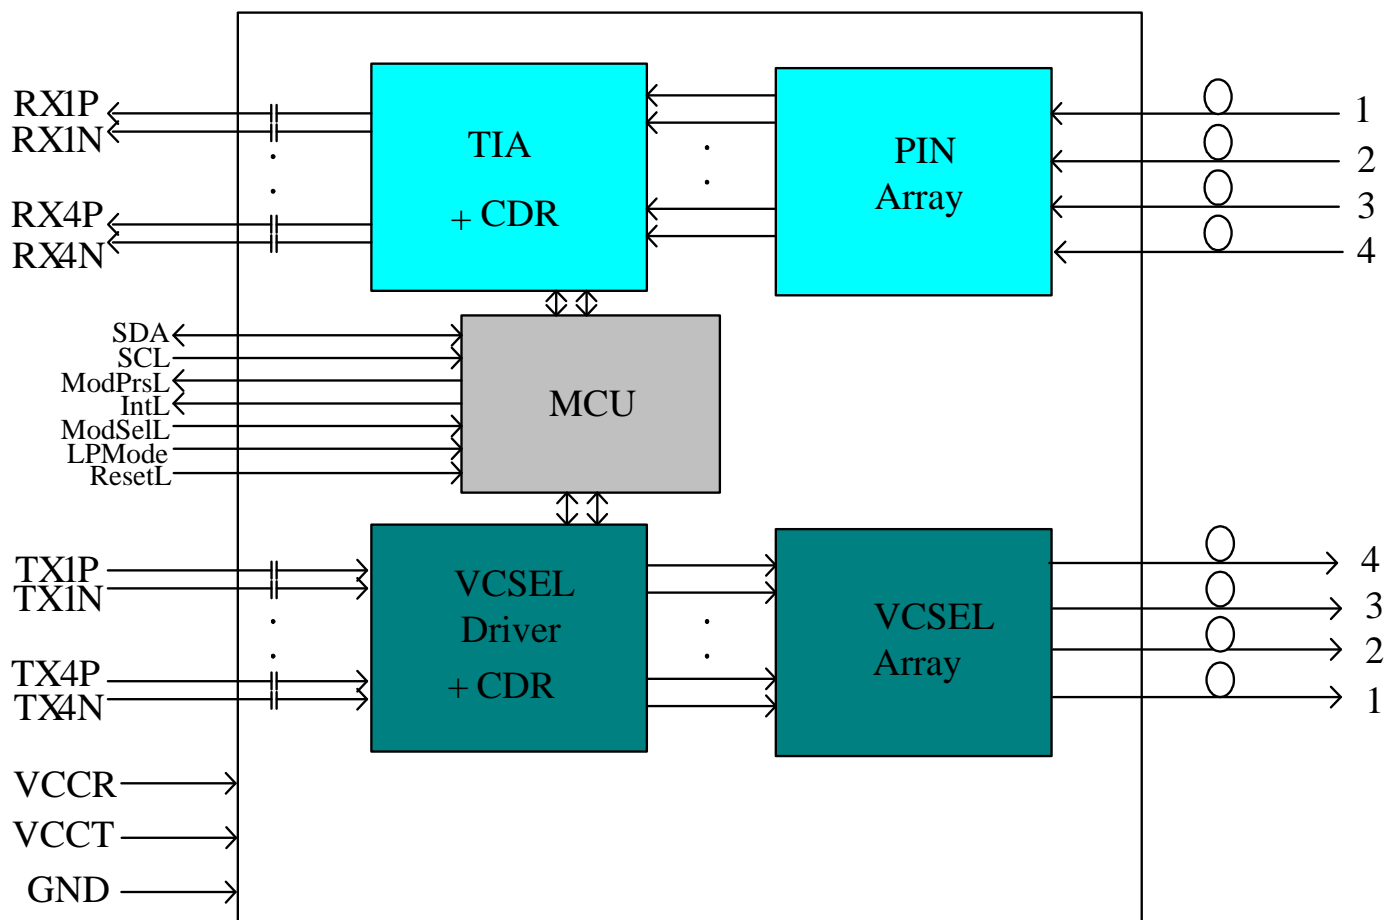 RX1P
RX1N
RX4P
RX4N
TIA
+ CDR
PIN
Array
1
2
3
4
SDA
SCL
ModPrsL
IntL
ModSelL
LPMode
ResetL
MCU
TX1P
TX1N
TX4P
TX4N
VCSEL
Driver
+ CDR
VCSEL
Array
4
3
2
1
VCCR
VCCT
GND